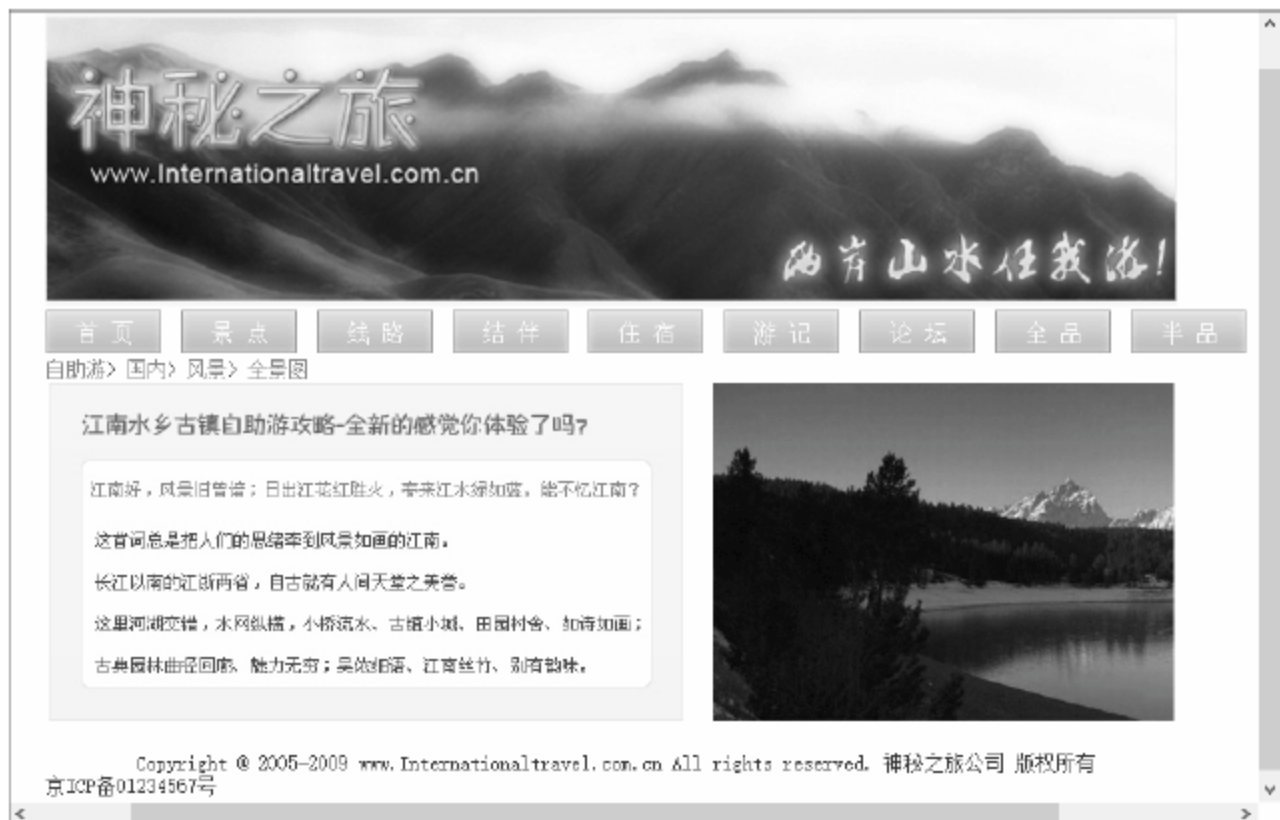 神秘之旅
www.Internationaltravel.com.cn
两岸山水任我游!
首 页 景 点 线 路 结 伴 住 宿 游 记 论 坛 全 品 半 品
自助游> 国内> 风景> 全景图
江南水乡古镇自助游攻略-全新的感觉你体验了吗?
江南好，风景旧曾谙；日出江花红胜火，春来江水绿如蓝。能不忆江南？
这首词总是把人们的思绪牵到风景如画的江南。
长江以南的江浙两省，自古就有人间天堂之美誉。
这里河湖交错，水网纵横，小桥流水、古镇小城、田园村舍、如诗如画；
古典园林曲径回廊、魅力无穷；吴侬细语、江南丝竹、别有韵味。
Copyright @ 2005-2009 www.Internationaltravel.com.cn All rights reserved. 神秘之旅公司 版权所有
京ICP备01234567号